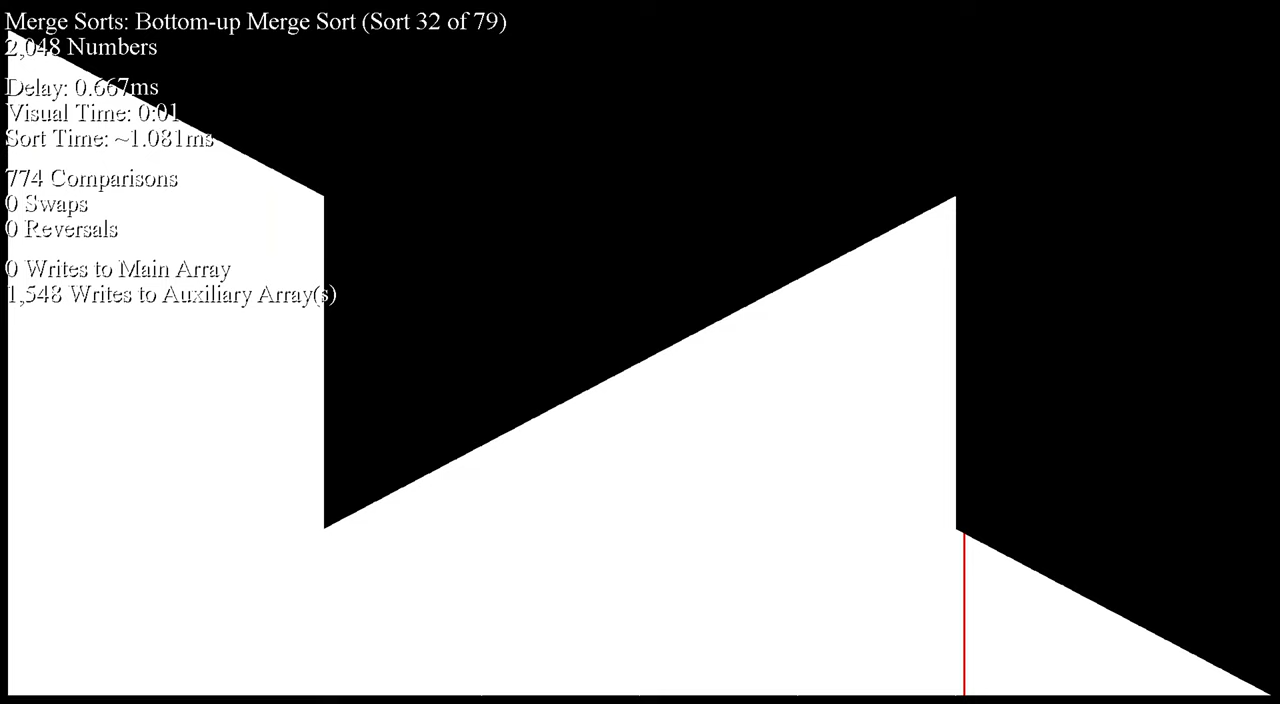 Merge Sorts: Bottom-up Merge Sort (Sort 32 of 79)
2,048 Numbers
Delay: 0.667ms
Visual Time: 0:01
Sort Time: ~1.081ms
774 Comparisons
0 Swaps
0 Reversals
0 Writes to Main Array
1,548 Writes to Auxiliary Array(s)